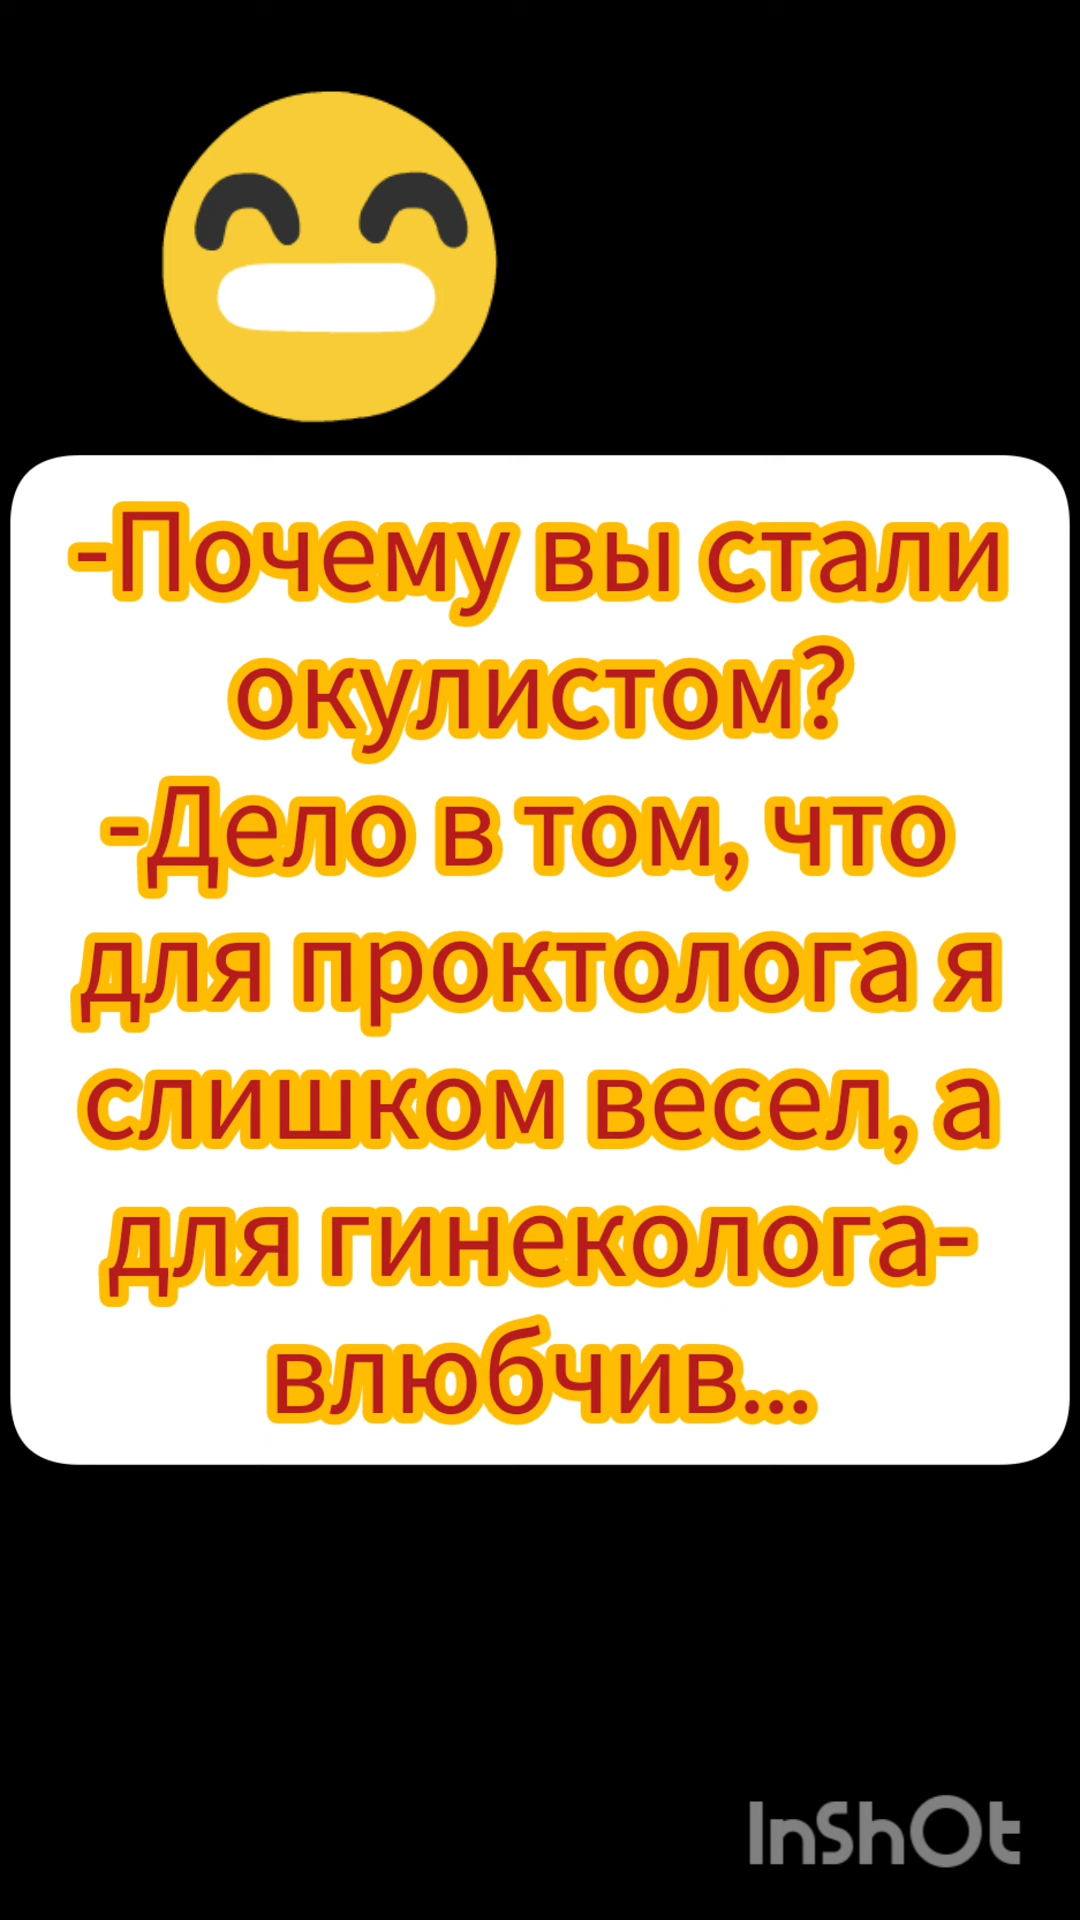 -Почему вы стали
окулистом?
-Дело в том, что
для проктолога я
слишком весел, а
для гинеколога-
влюбчив...
InShOt